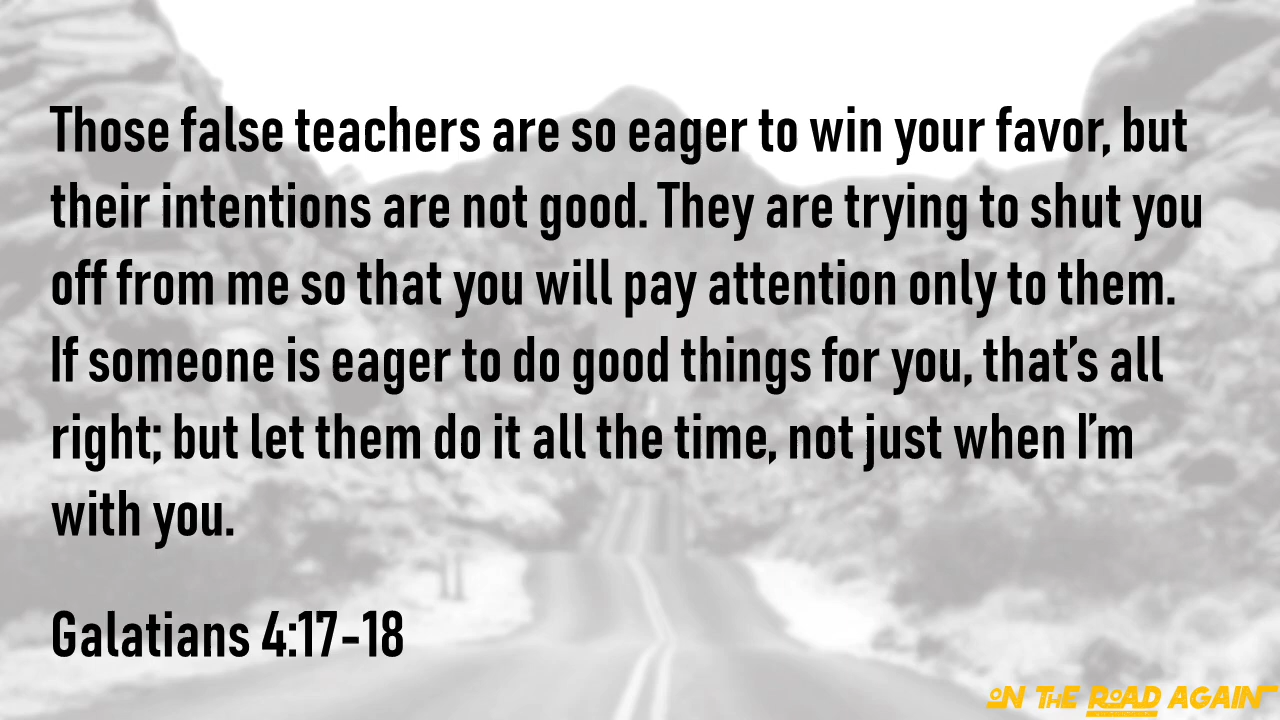 Those false teachers are so eager to win your favor, but
their intentions are not good. They are trying to shut you
off from me so that you will pay attention only to them.
If someone is eager to do good things for you, that’s all
right; but let them do it all the time, not just when I’m
with you.
Galatians 4:17-18
ON THE ROAD AGAIN